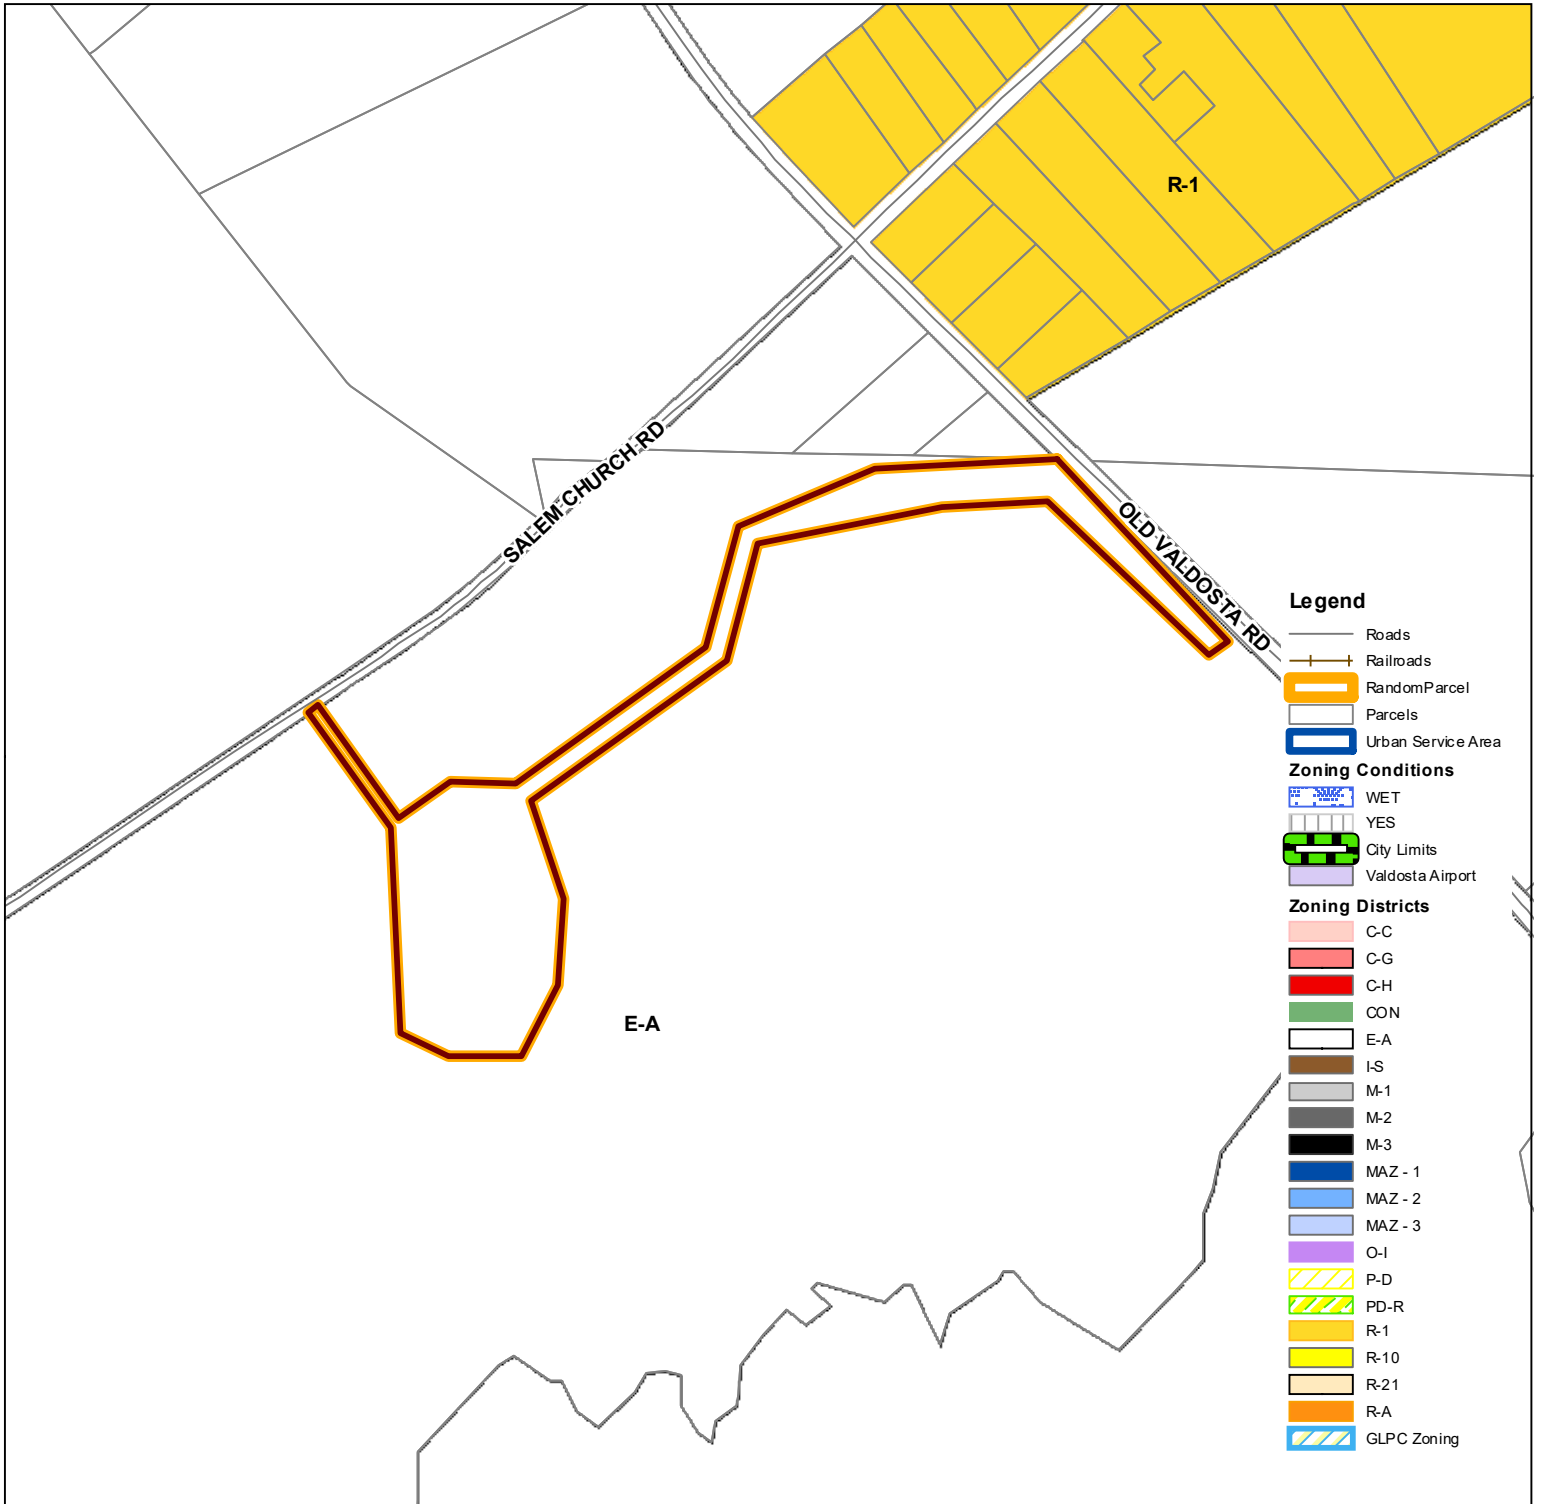 R-1
SALEM CHURCH RD
OLD VALDOSTA RD
E-A
Legend
Roads
Railroads
RandomParcel
Parcels
Urban Service Area
Zoning Conditions
WET
YES
City Limits
Valdosta Airport
Zoning Districts
C-C
C-G
C-H
CON
E-A
I-S
M-1
M-2
M-3
MAZ - 1
MAZ - 2
MAZ - 3
O-I
P-D
PD-R
R-1
R-10
R-21
R-A
GLPC Zoning